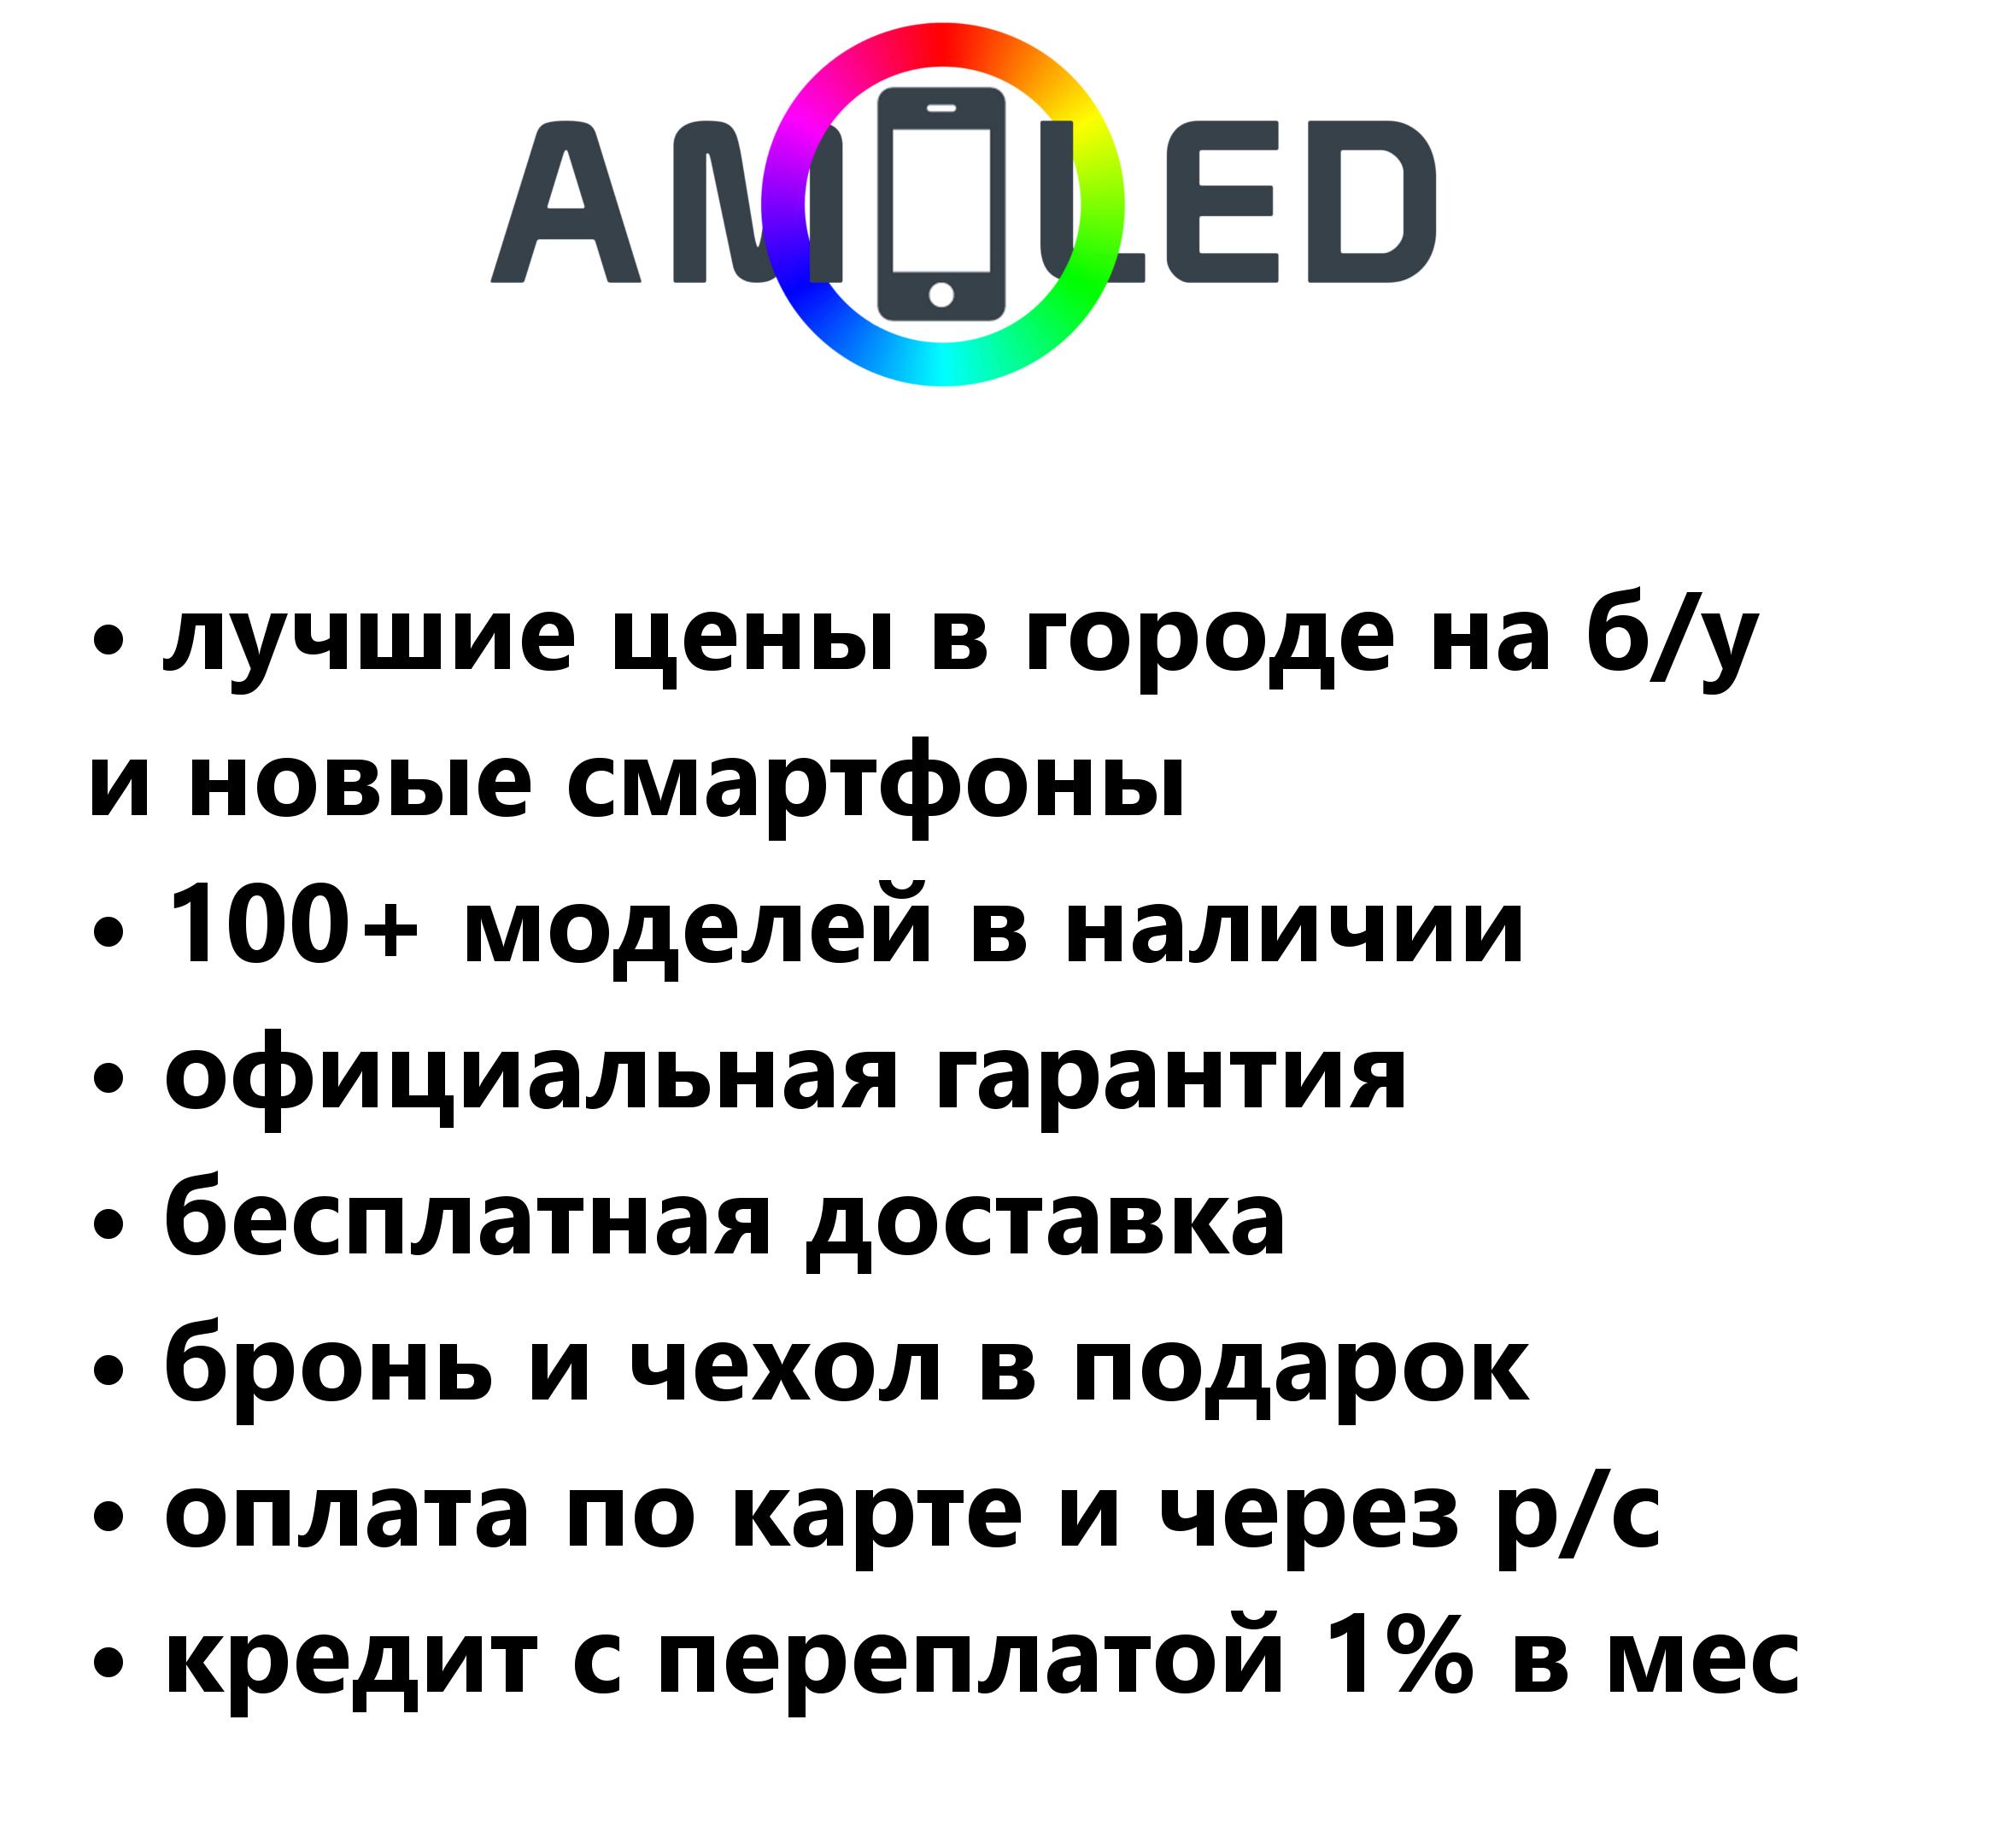 AMOLED
• лучшие цены в городе на б/у
и новые смартфоны
• 100+ моделей в наличии
• официальная гарантия
• бесплатная доставка
• бронь и чехол в подарок
• оплата по карте и через р/с
• кредит с переплатой 1% в мес